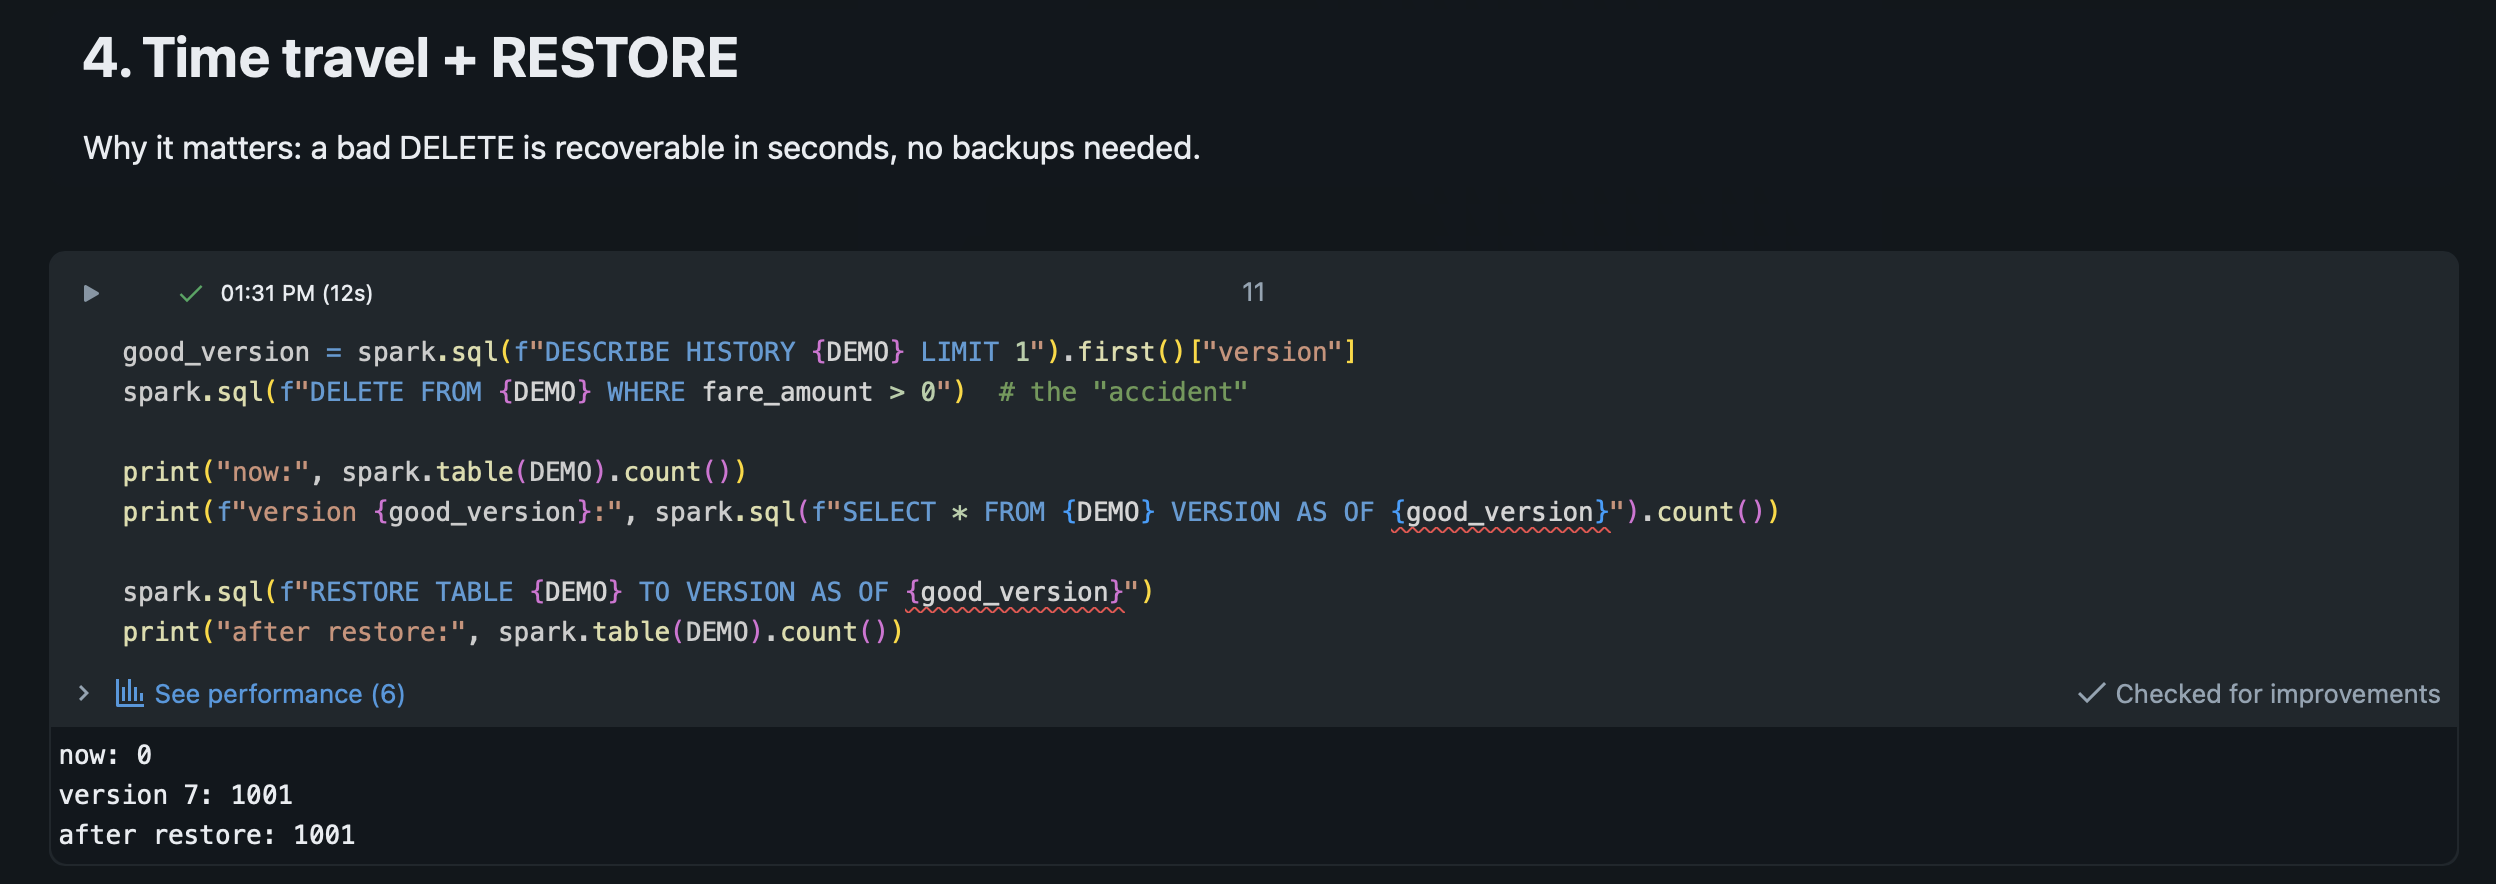 4. Time travel + RESTORE
Why it matters: a bad DELETE is recoverable in seconds, no backups needed.
01:31 PM (12s)
11
good_version = spark.sql(f"DESCRIBE HISTORY {DEMO} LIMIT 1").first()["version"]
spark.sql(f"DELETE FROM {DEMO} WHERE fare_amount > 0")  # the "accident"
print("now:", spark.table(DEMO).count())
print(f"version {good_version}:", spark.sql(f"SELECT * FROM {DEMO} VERSION AS OF {good_version}").count())
spark.sql(f"RESTORE TABLE {DEMO} TO VERSION AS OF {good_version}")
print("after restore:", spark.table(DEMO).count())
See performance (6)
Checked for improvements
now: 0
version 7: 1001
after restore: 1001